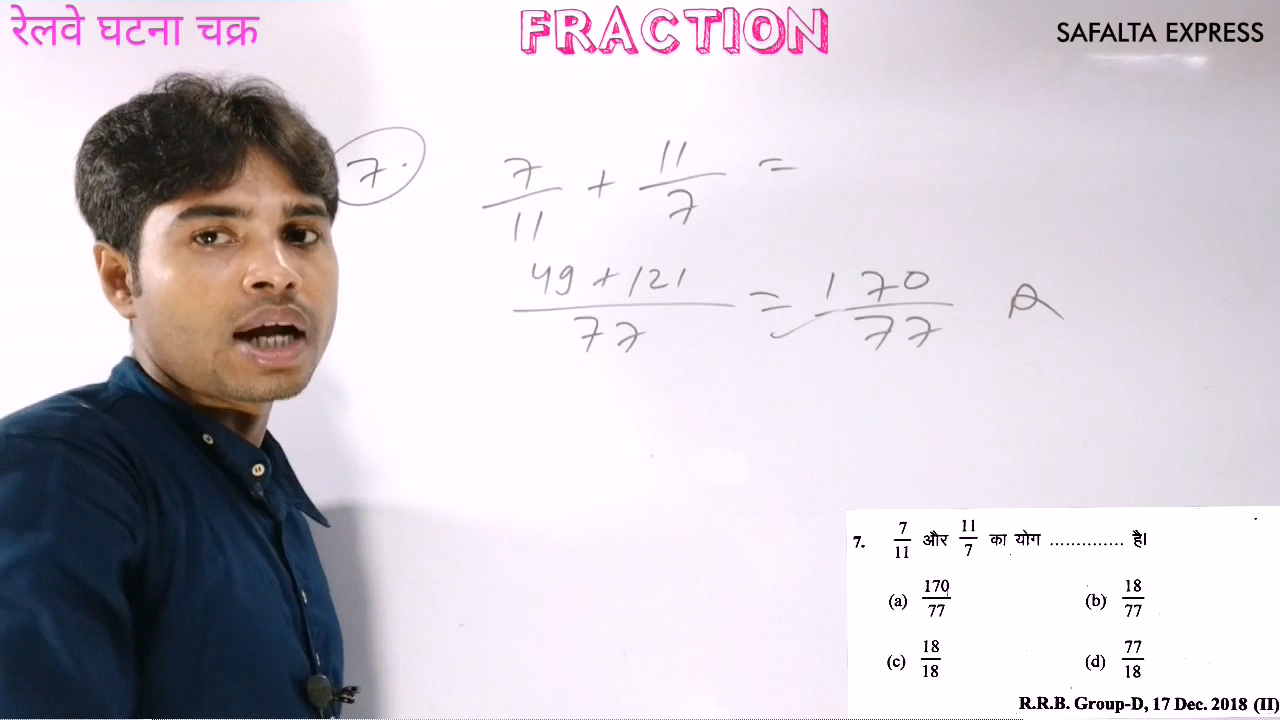 रेलवे घटना चक्र
FRACTION
SAFALTA EXPRESS
7. 7/11 + 11/7 =
49 + 121/77 = 170/77
7. 7/11 और 11/7 का योग .............. है।
(a) 170/77 (b) 18/77
(c) 18/18 (d) 77/18
R.R.B. Group-D, 17 Dec. 2018 (II)